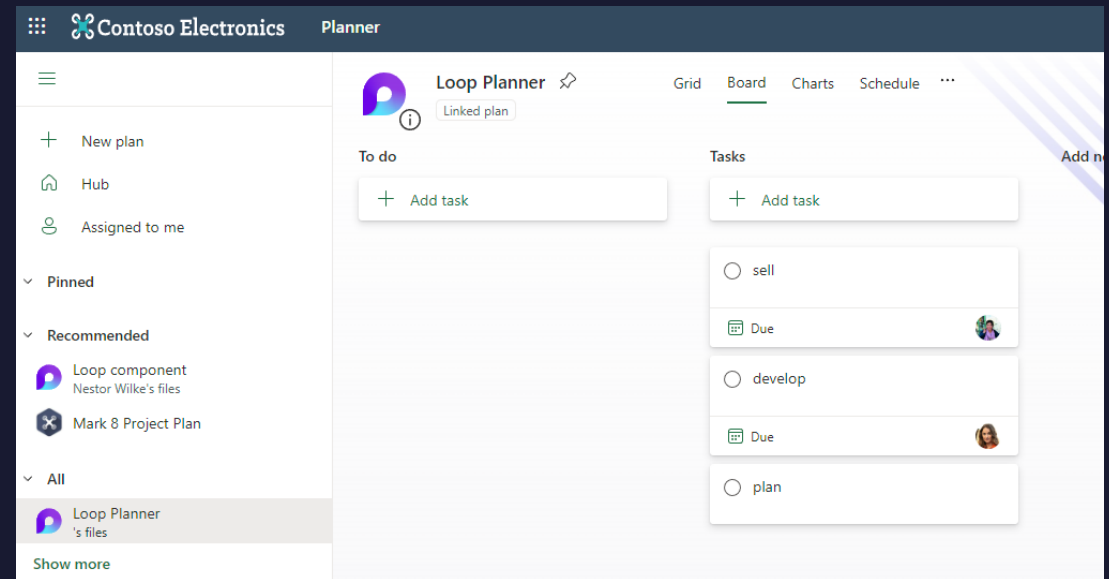 Contoso Electronics Planner
New plan
Hub
Assigned to me
Pinned
Recommended
Loop component
Nestor Wilke's files
Mark 8 Project Plan
All
Loop Planner
's files
Show more
Loop Planner
Linked plan
Grid Board Charts Schedule ...
To do
Add task
Tasks
Add task
sell
Due
develop
Due
plan
Add